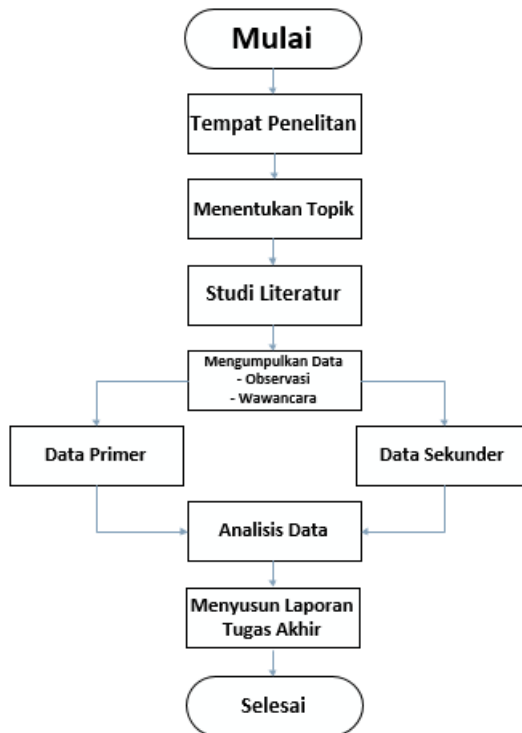 Mulai
Tempat Penelitan
Menentukan Topik
Studi Literatur
Mengumpulkan Data
- Observasi
- Wawancara
Data Primer
Data Sekunder
Analisis Data
Menyusun Laporan
Tugas Akhir
Selesai